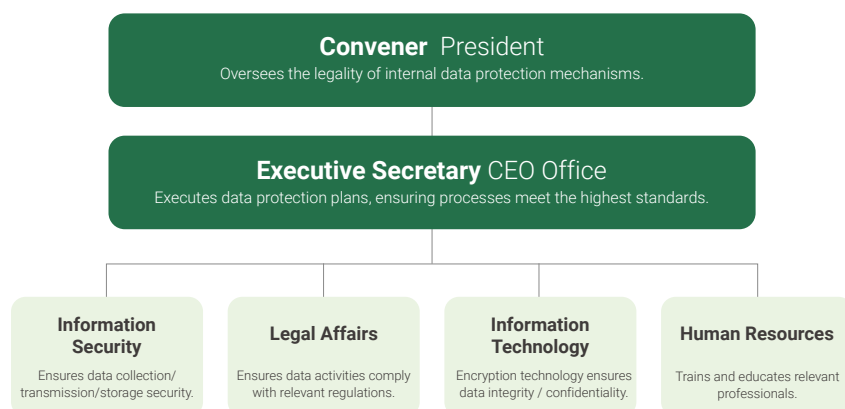 Convener President
Oversees the legality of internal data protection mechanisms.
Executive Secretary CEO Office
Executes data protection plans, ensuring processes meet the highest standards.
Information
Security
Ensures data collection/
transmission/storage security.
Legal Affairs
Ensures data activities comply
with relevant regulations.
Information
Technology
Encryption technology ensures
data integrity / confidentiality.
Human Resources
Trains and educates relevant
professionals.